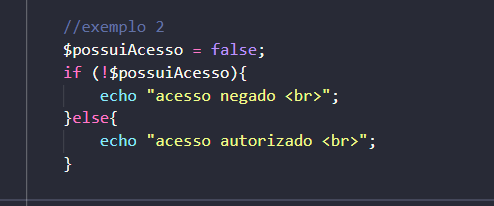 //exemplo 2
$possuiAcesso = false;
if (!$possuiAcesso){
    echo "acesso negado <br>";
}else{
    echo "acesso autorizado <br>";
}